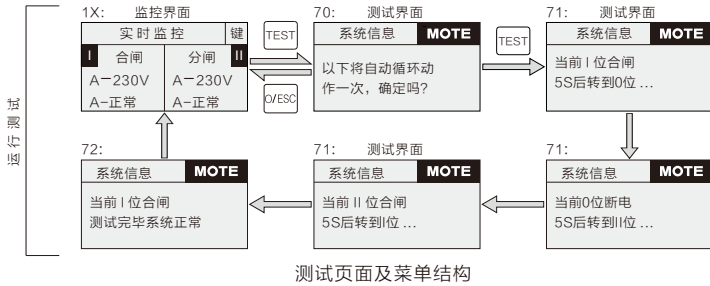 1X: 监控界面
实时监控 键
I 合闸 分闸 II
A－230V A－230V
A-正常 A-正常
TEST
O/ESC
70: 测试界面
系统信息 MOTE
以下将自动循环动
作一次，确定吗？
TEST
71: 测试界面
系统信息 MOTE
当前 I 位合闸
5S后转到0位 ...
71:
系统信息 MOTE
当前0位断电
5S后转到II位 ...
71: 测试界面
系统信息 MOTE
当前 II 位合闸
5S后转到I位 ...
72:
系统信息 MOTE
当前 I 位合闸
测试完毕系统正常
运行测试
测试页面及菜单结构